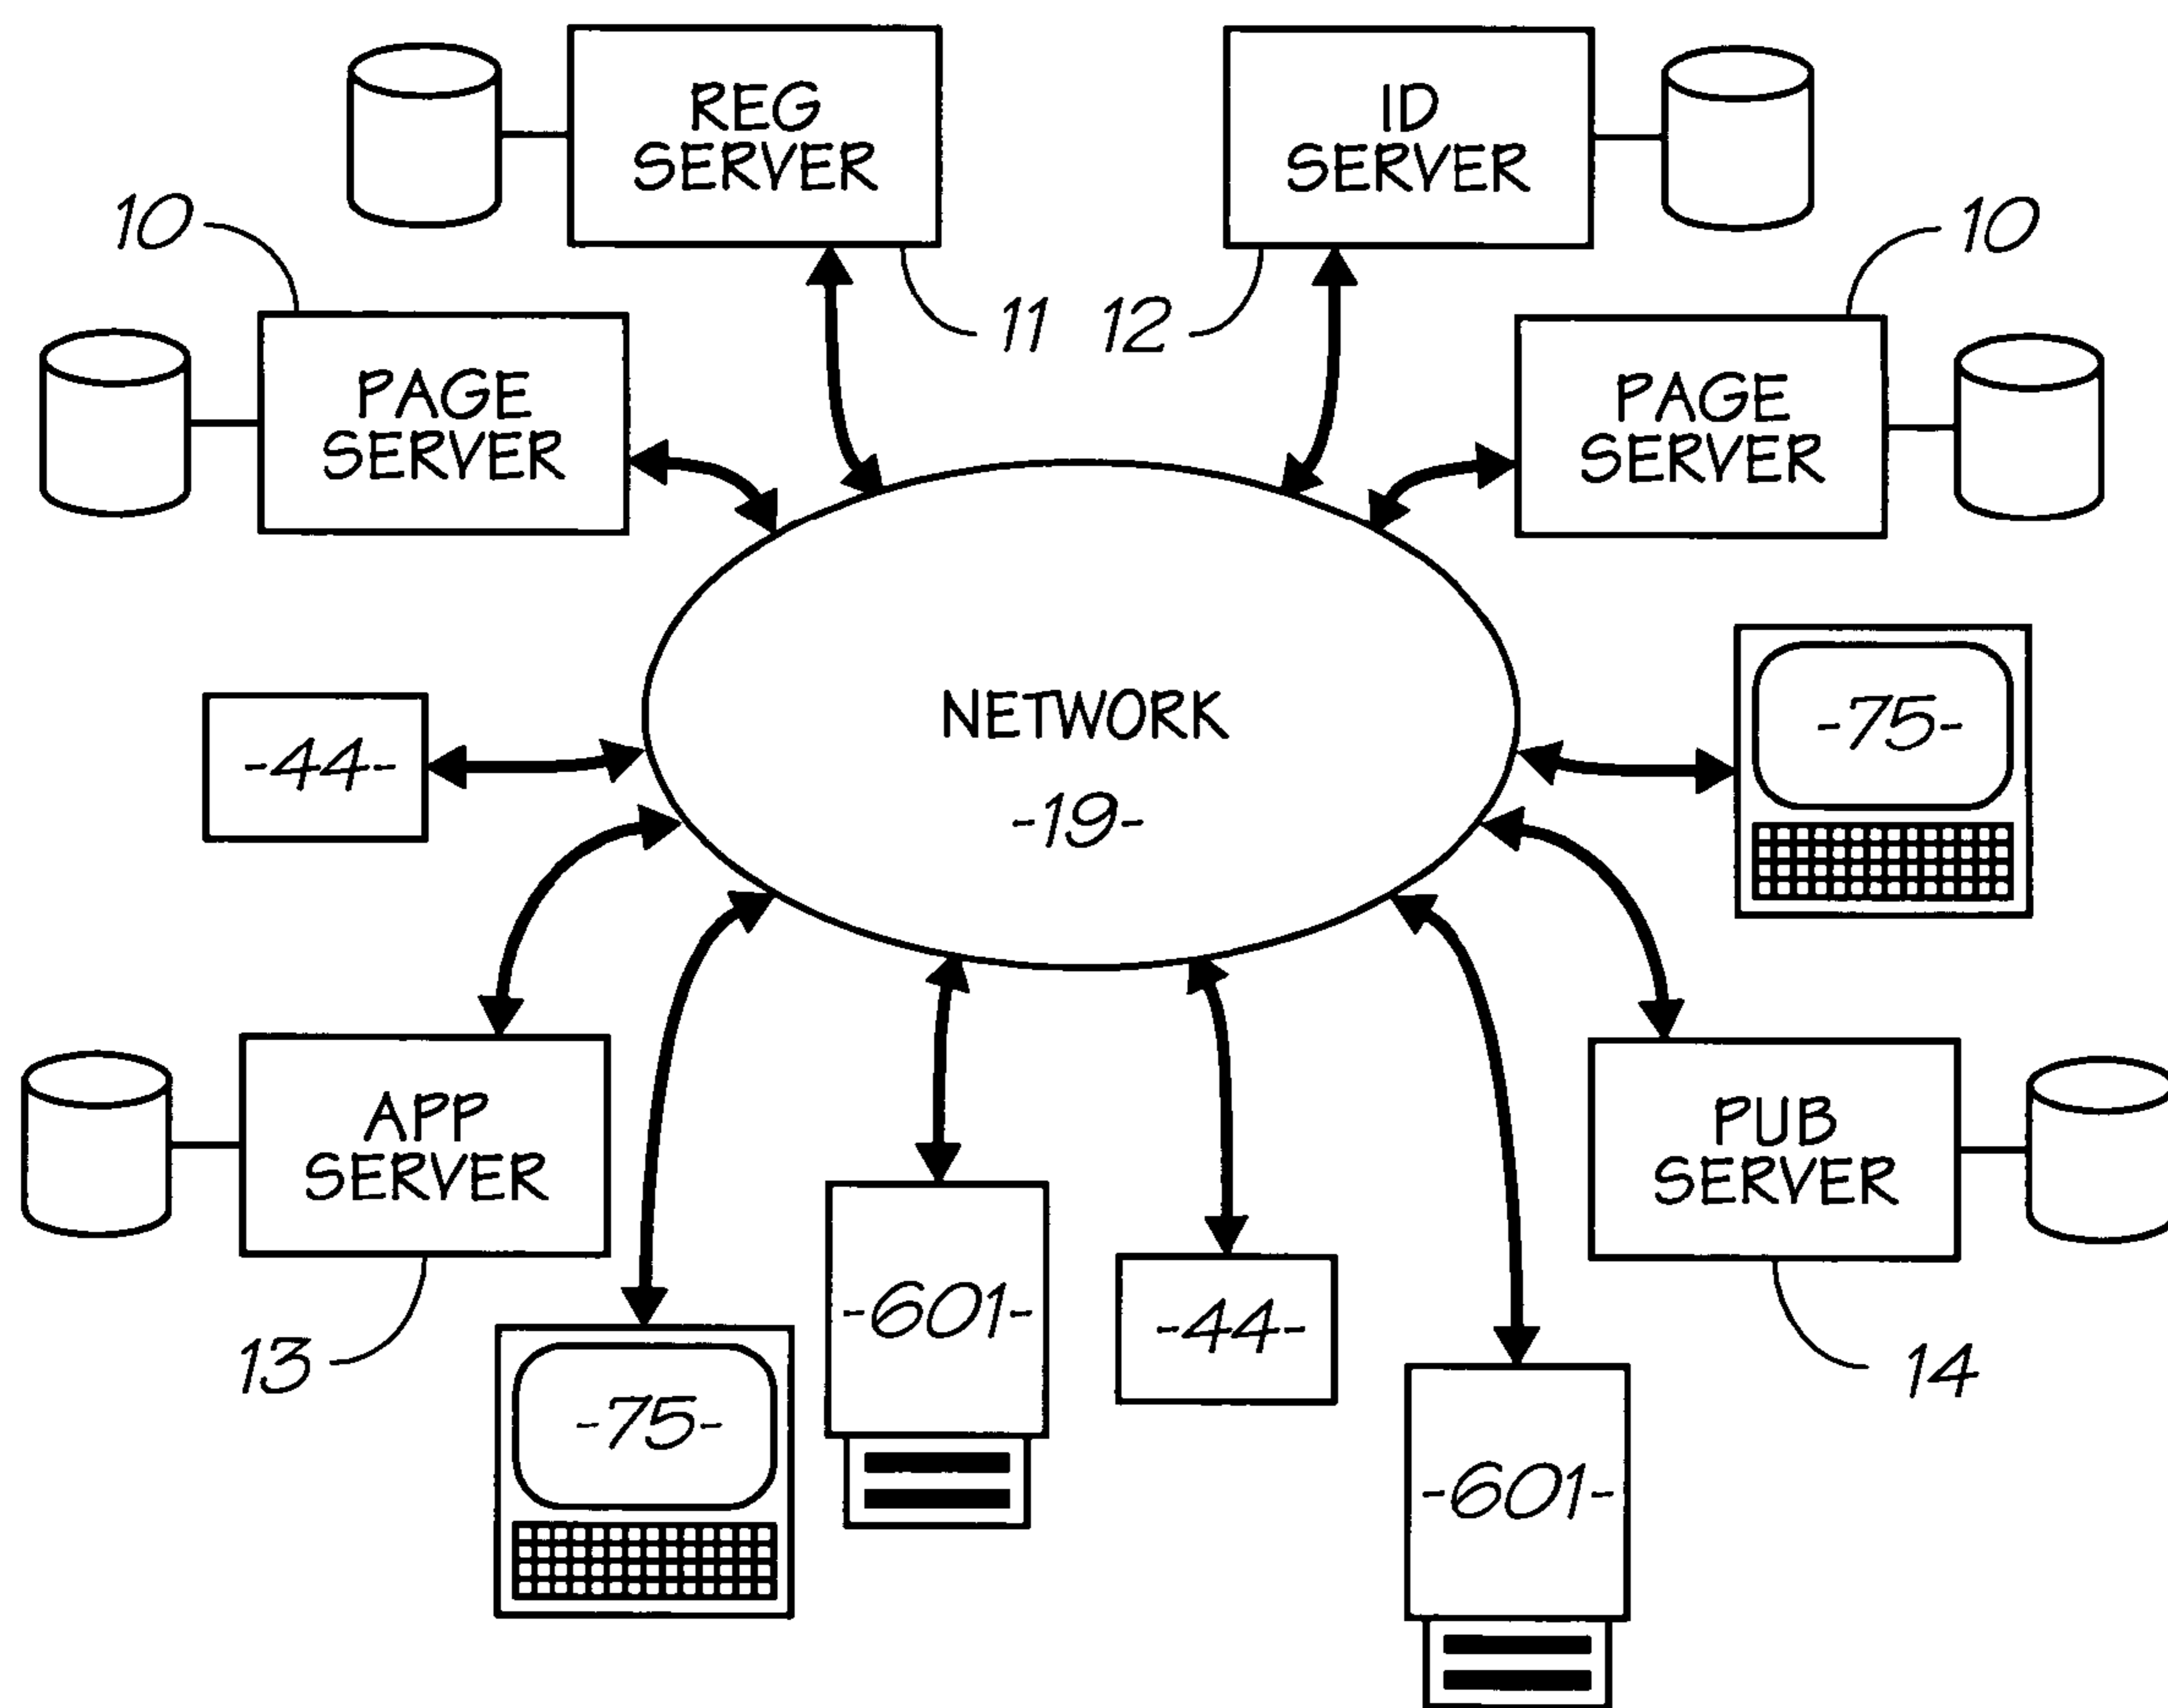 REG
SERVER
ID
SERVER
10
10
11
12
PAGE
SERVER
PAGE
SERVER
NETWORK
-19-
-44-
-75-
APP
SERVER
PUB
SERVER
-601-
-44-
13
14
-75-
-601-